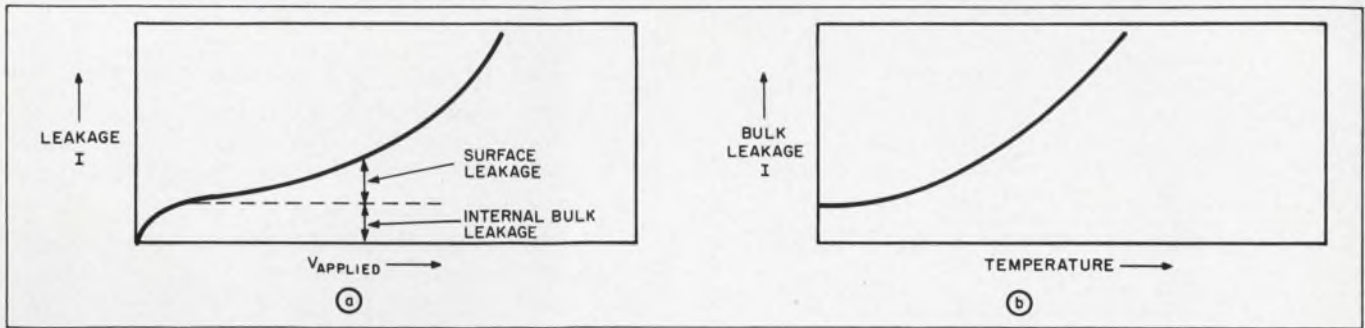 LEAKAGE
I
SURFACE
LEAKAGE
INTERNAL BULK
LEAKAGE
VAPPLIED
a
BULK
LEAKAGE
I
TEMPERATURE
b